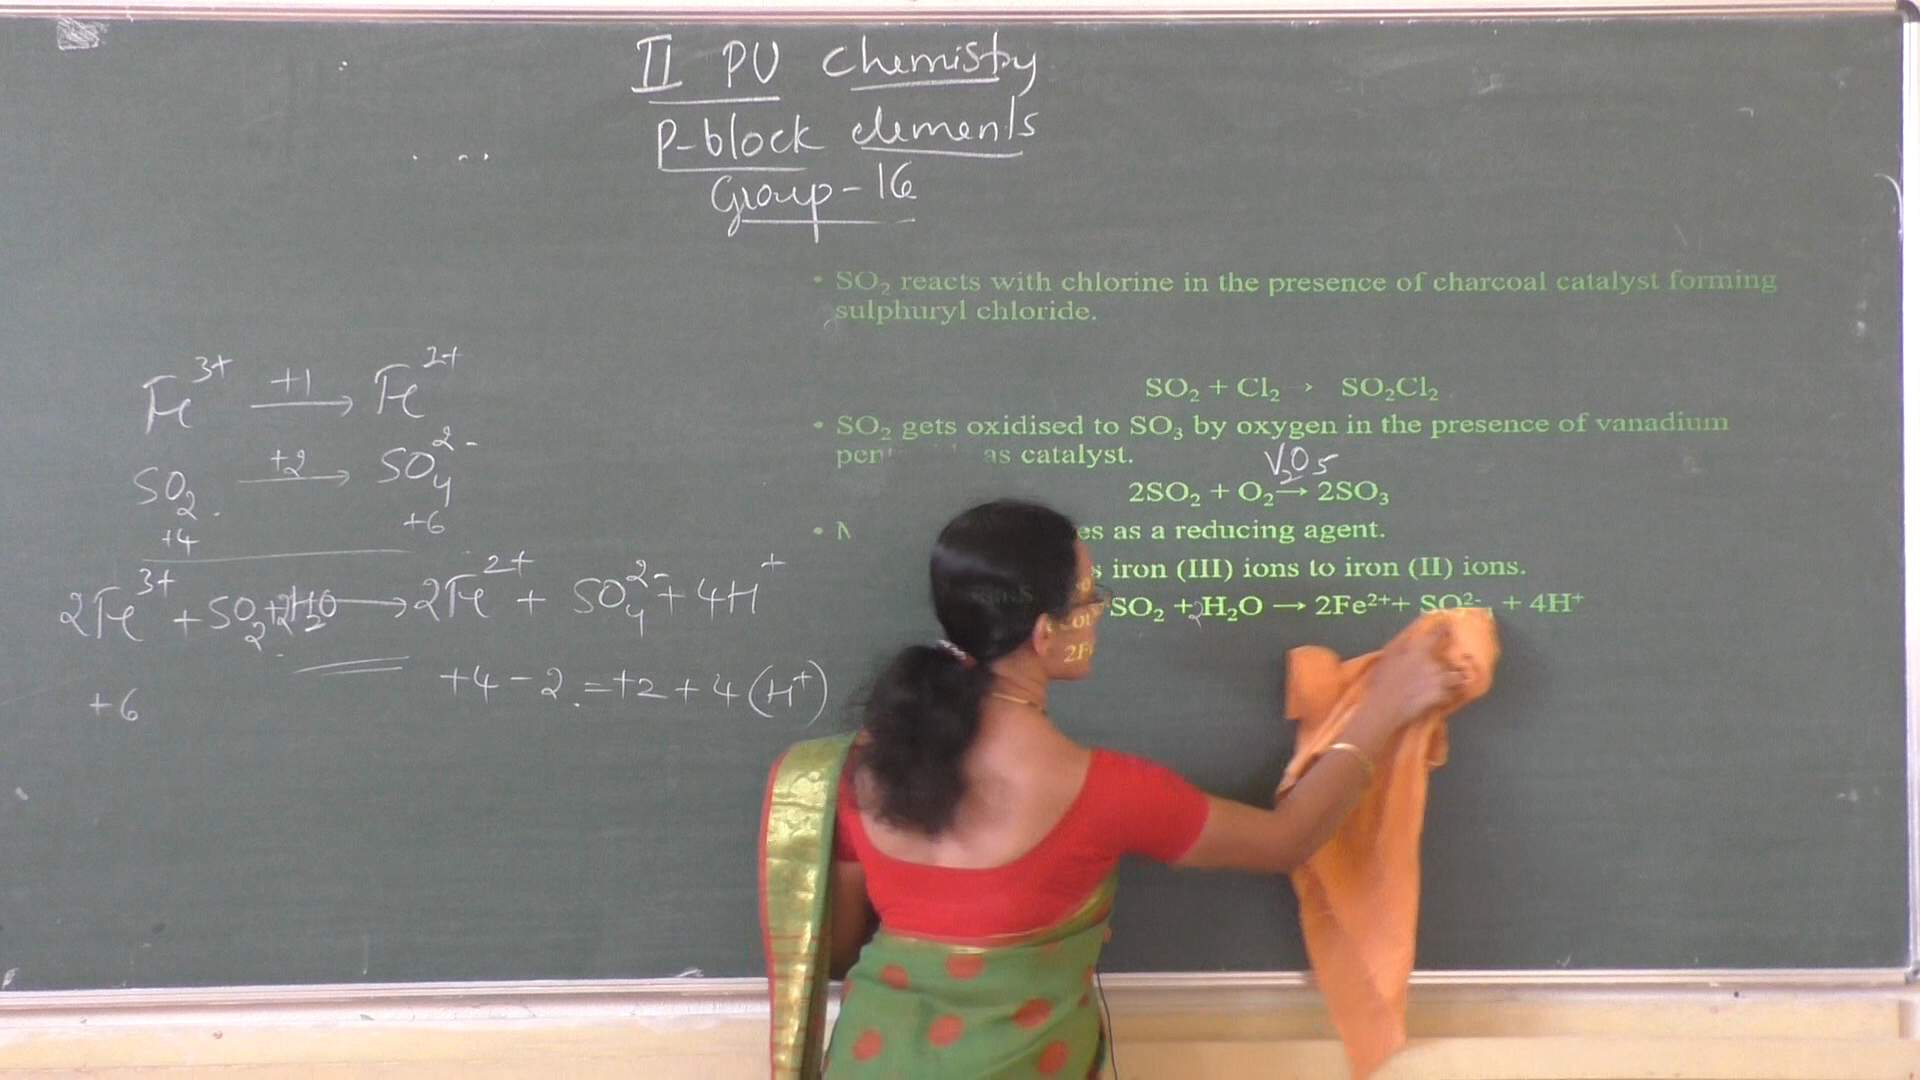 II PU Chemistry
P-block elements
Group-16
• SO₂ reacts with chlorine in the presence of charcoal catalyst forming
sulphuryl chloride.
SO₂ + Cl₂ → SO₂Cl₂
• SO₂ gets oxidised to SO₃ by oxygen in the presence of vanadium
as catalyst.
V₂O₅
2SO₂ + O₂ → 2SO₃
• as a reducing agent.
iron (III) ions to iron (II) ions.
SO₂ + 2H₂O → 2Fe²⁺ + SO₄²⁻ + 4H⁺
Fe³⁺ +1 → Fe²⁺
SO₂ +2 → SO₄²⁻
+4 +6
2Fe³⁺ + SO₂ + 2H₂O → 2Fe²⁺ + SO₄²⁻ + 4H⁺
+6 +4 - 2 = +2 + 4 (H⁺)